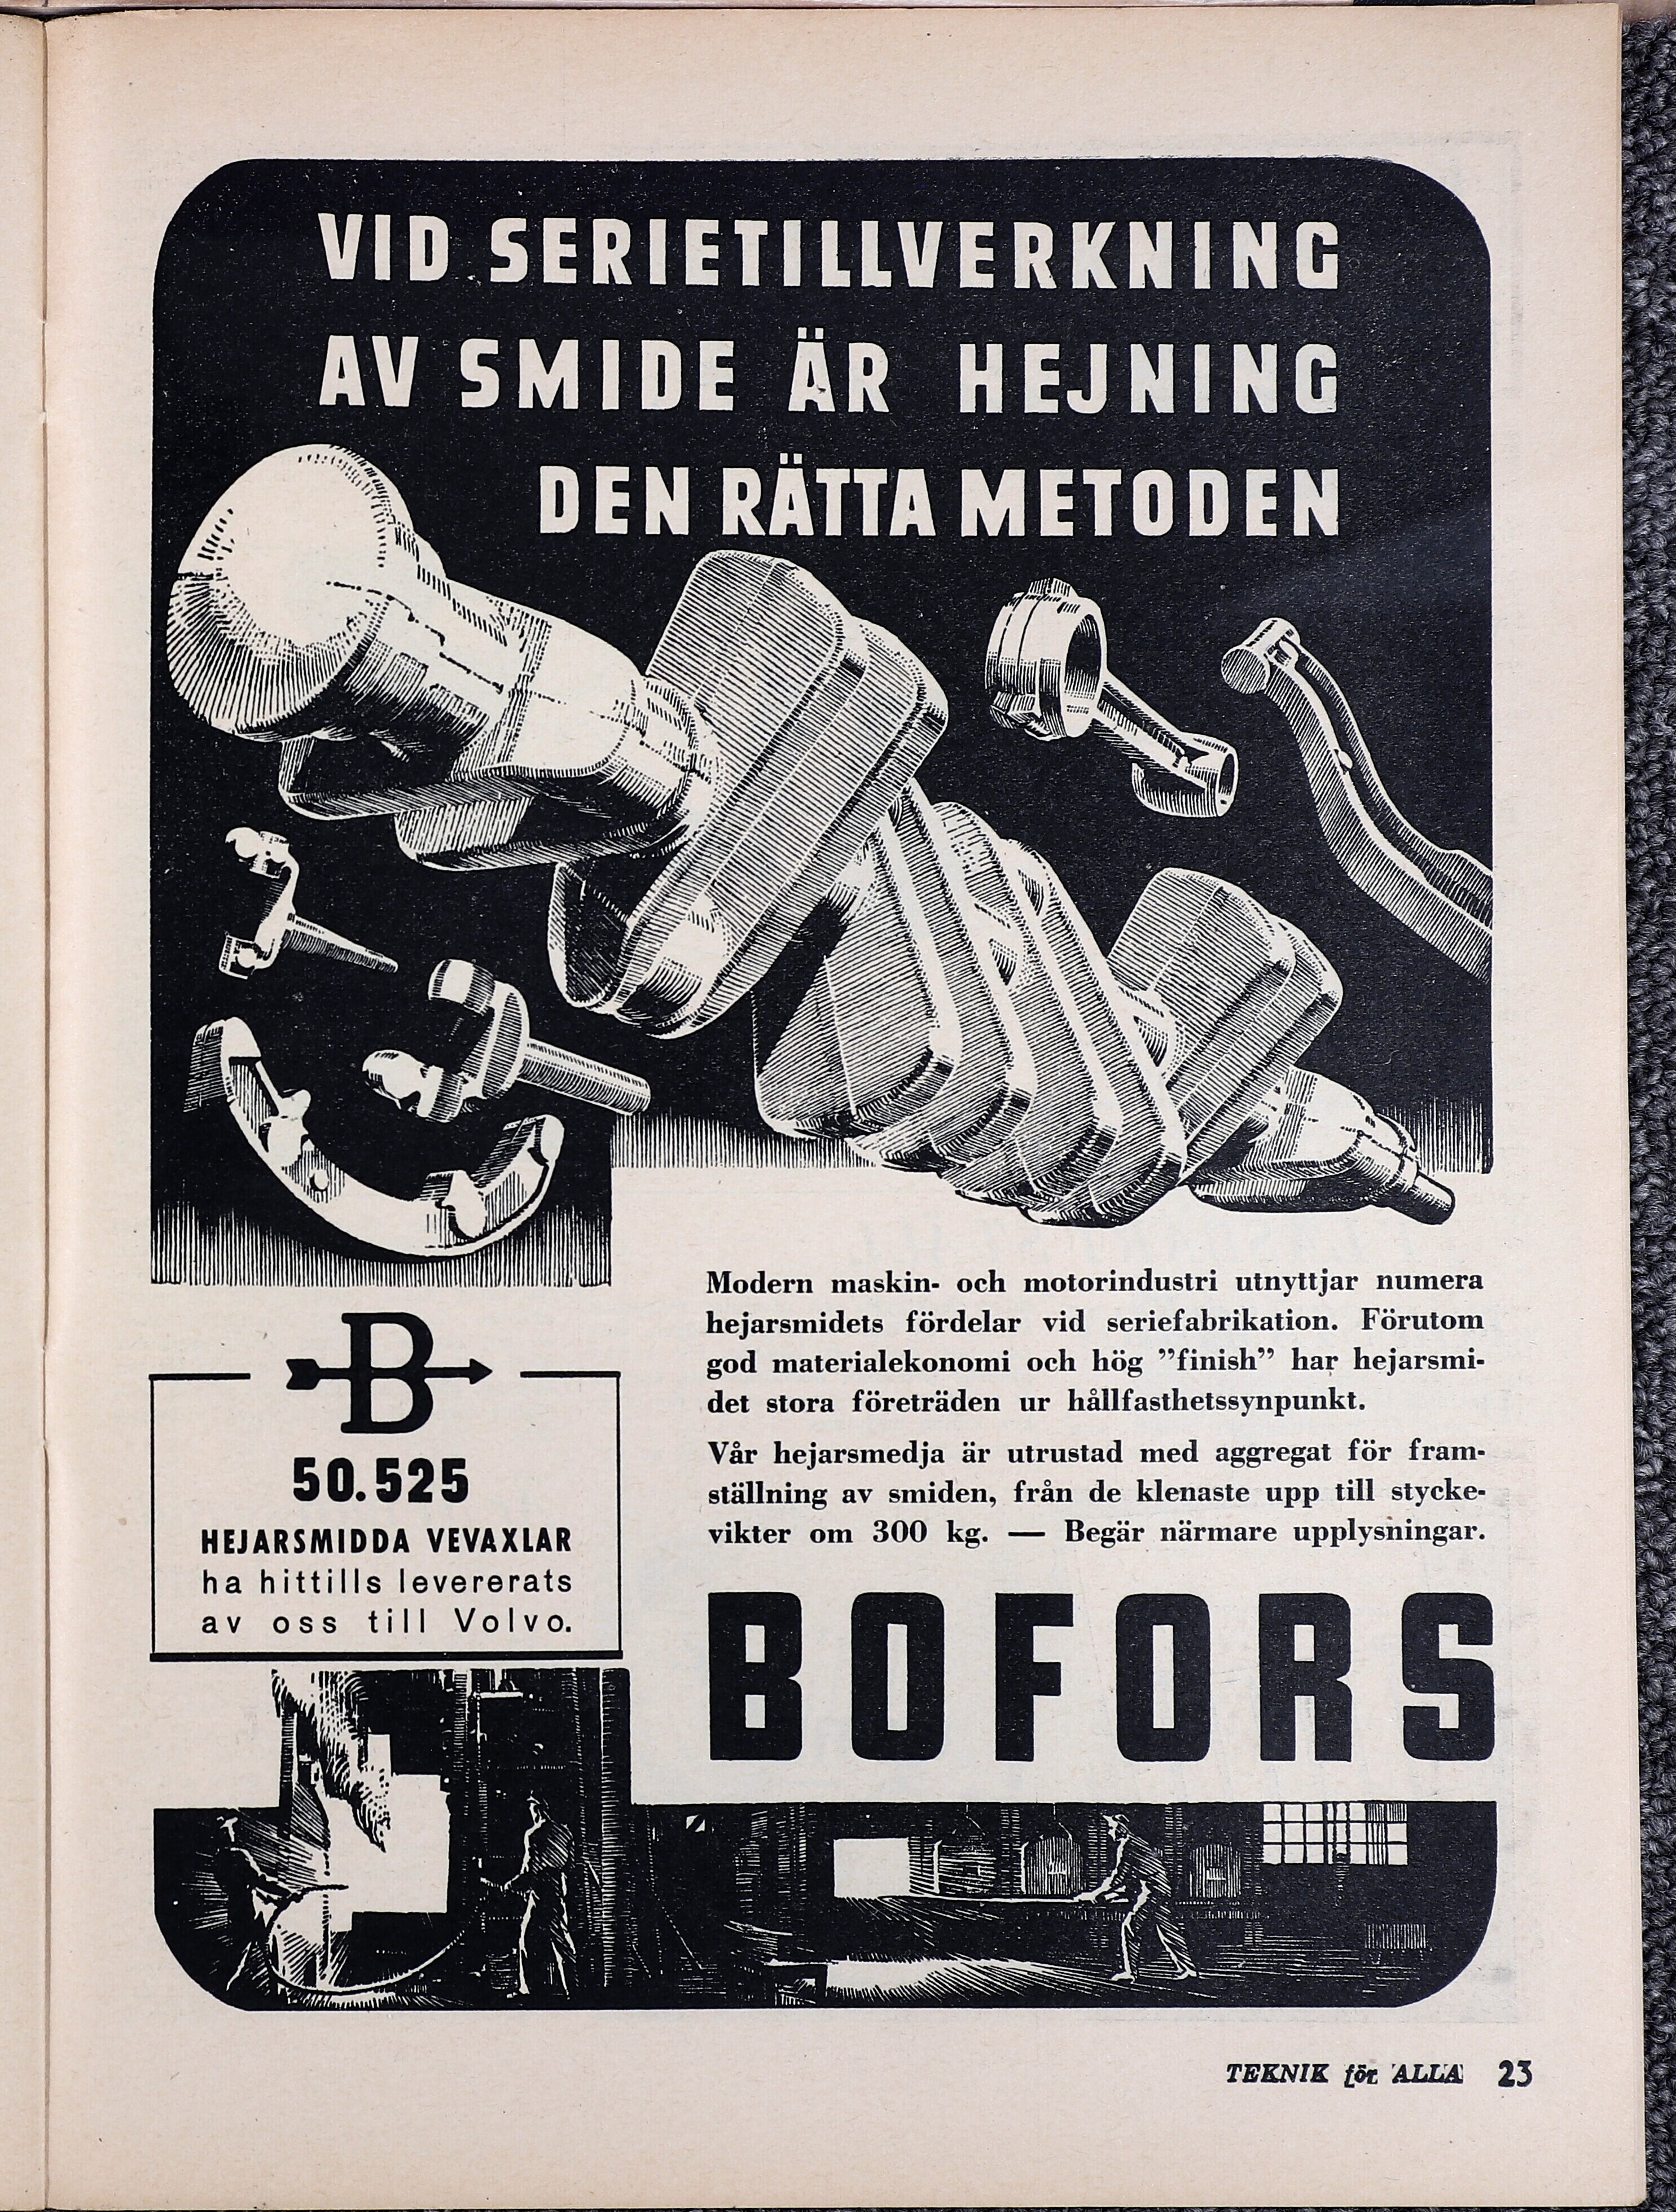 VID SERIETILLVERKNING
AV SMIDE ÄR HEJNING
DEN RÄTTA METODEN
Modern maskin- och motorindustri utnyttjar numera
hejarsmidets fördelar vid seriefabrikation. Förutom
god materialekonomi och hög ”finish” har hejarsmi-
det stora företräden ur hållfasthetssynpunkt.
Vår hejarsmedja är utrustad med aggregat för fram-
ställning av smiden, från de klenaste upp till stycke-
vikter om 300 kg. — Begär närmare upplysningar.
B
50.525
HEJARSMIDDA VEVAXLAR
ha hittills levererats
av oss till Volvo.
BOFORS
TEKNIK för ALLA 23